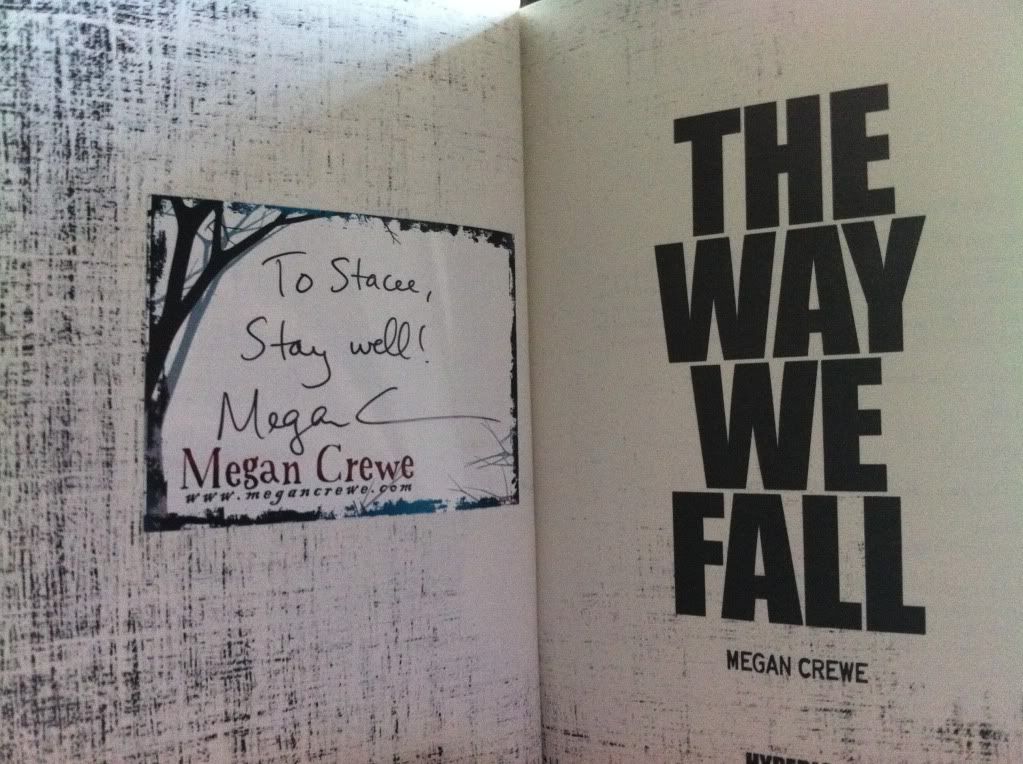 To Stacee,
Stay well!
Megan C
Megan Crewe
www.megancrewe.com
THE
WAY
WE
FALL
MEGAN CREWE